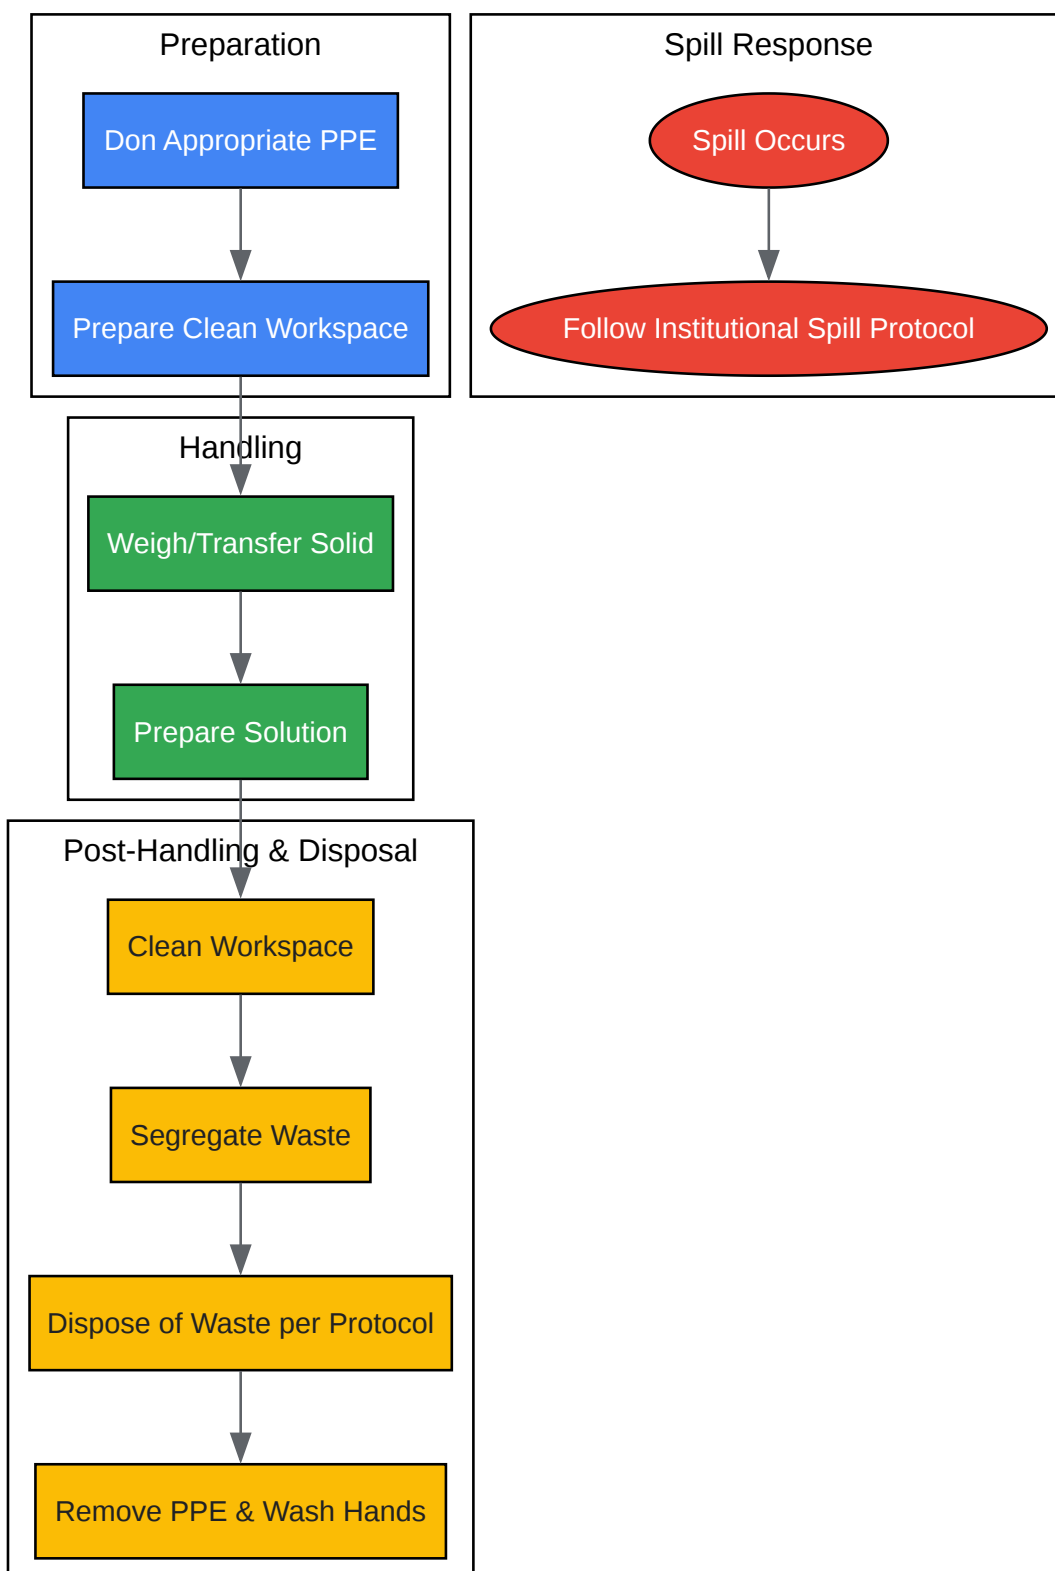 Preparation
Don Appropriate PPE
Prepare Clean Workspace
Spill Response
Spill Occurs
Follow Institutional Spill Protocol
Handling
Weigh/Transfer Solid
Prepare Solution
Post-Handling & Disposal
Clean Workspace
Segregate Waste
Dispose of Waste per Protocol
Remove PPE & Wash Hands